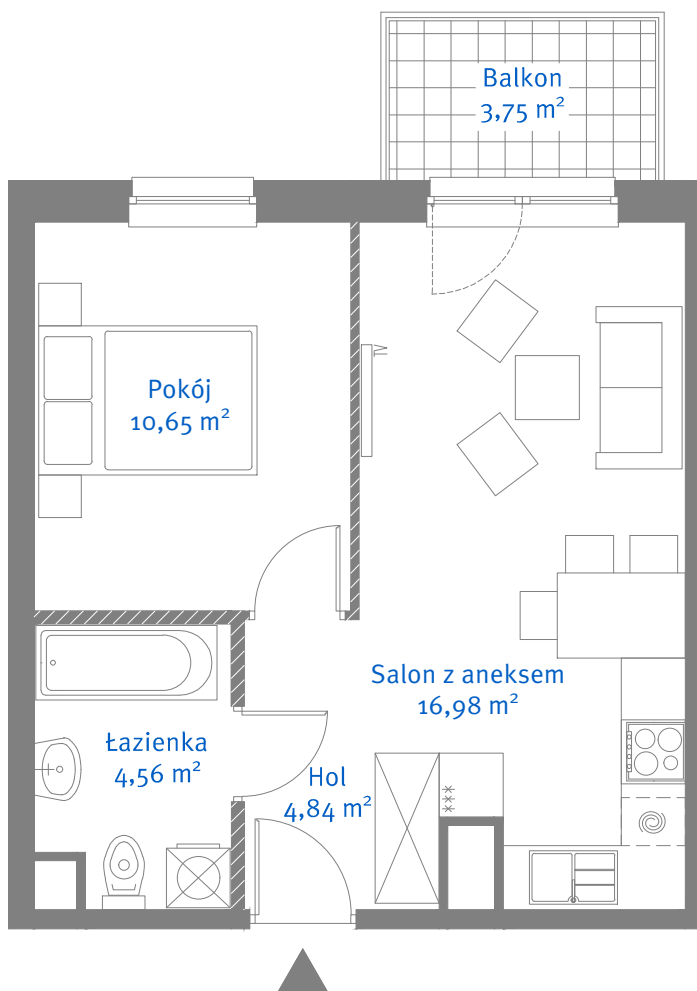 Balkon
3,75 m²
Pokój
10,65 m²
Salon z aneksem
16,98 m²
Łazienka
4,56 m²
Hol
4,84 m²